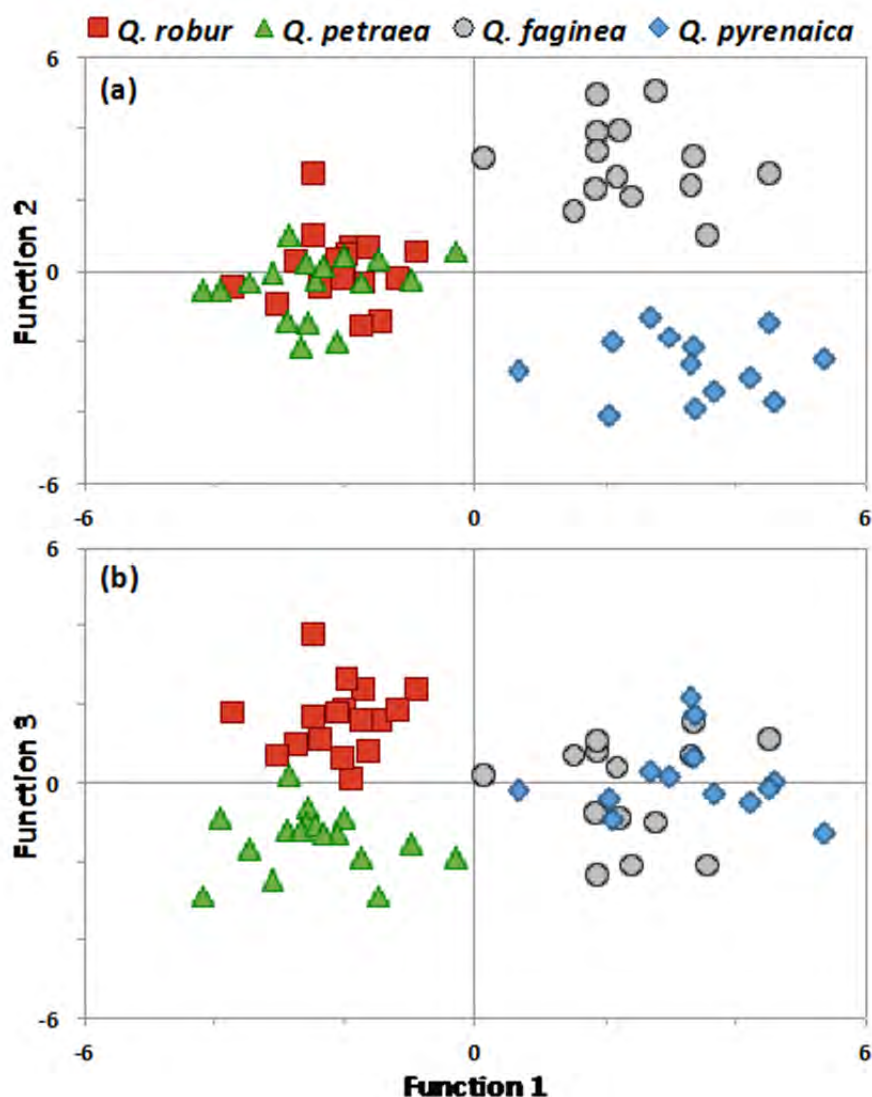 Q. robur Q. petraea Q. faginea Q. pyrenaica
6
(a)
Function 2
0
-6
-6 0 6
6
(b)
Function 3
0
-6
-6 0 6
Function 1